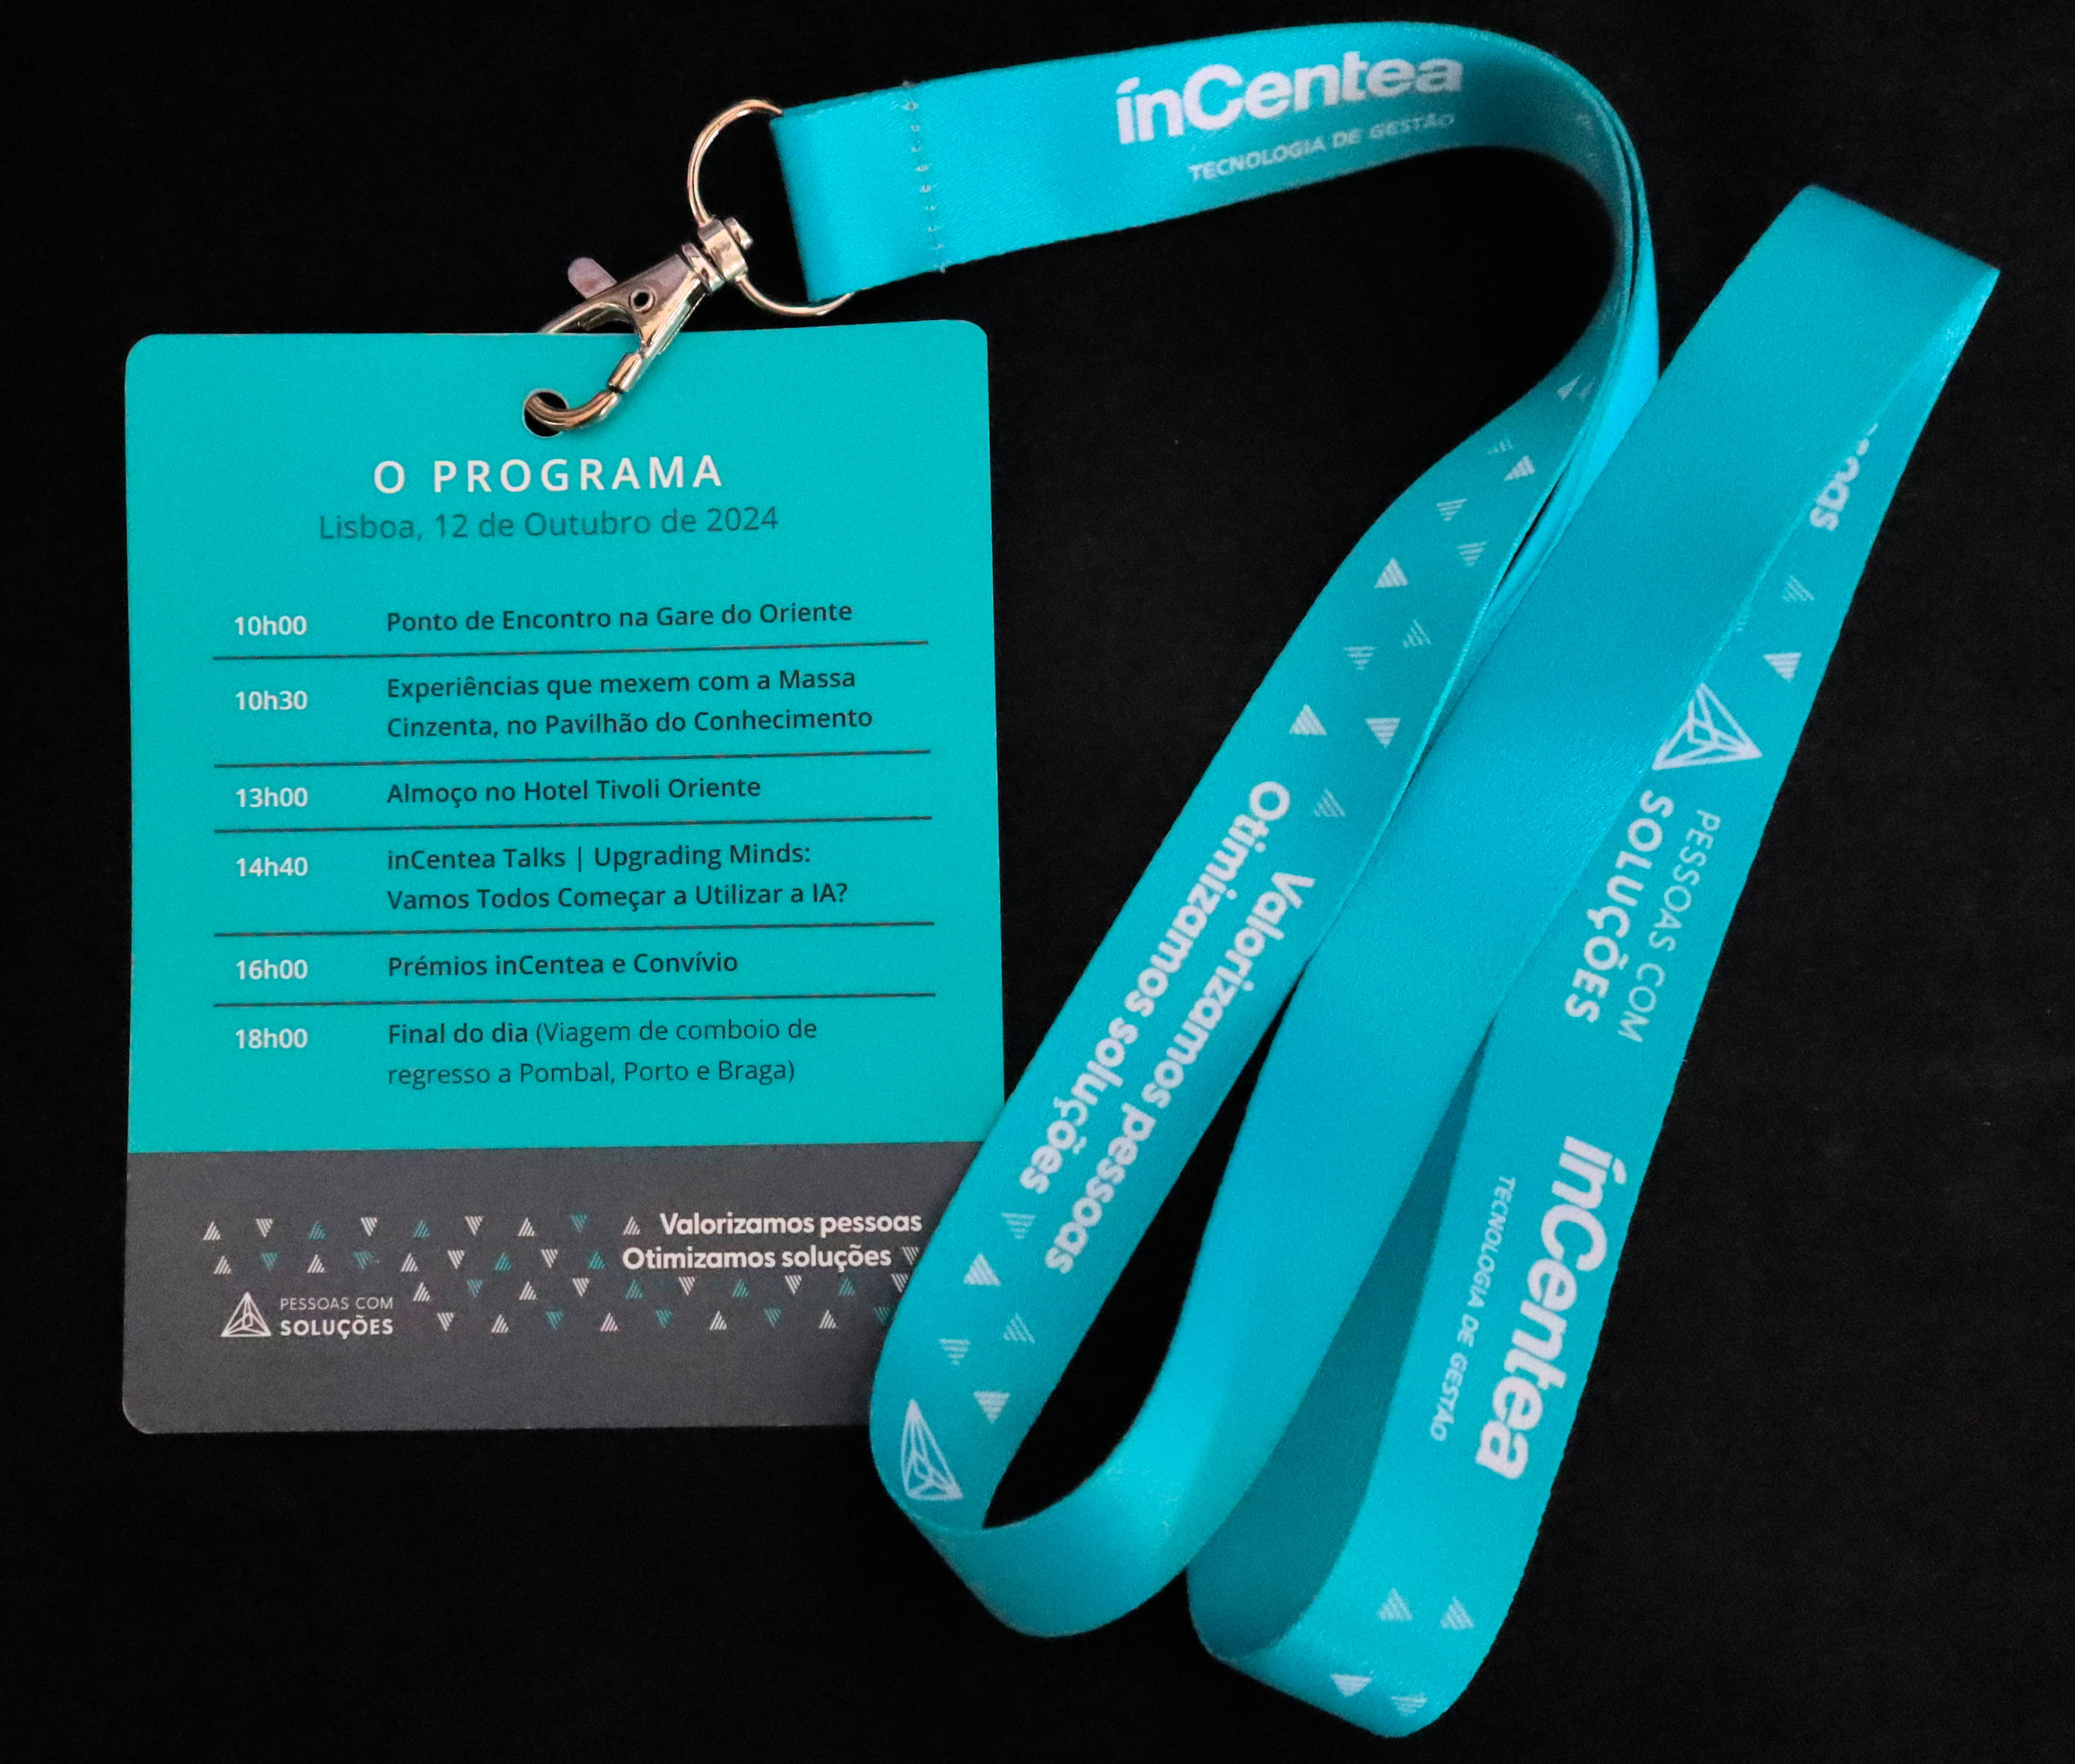 O PROGRAMA
Lisboa, 12 de Outubro de 2024
10h00 Ponto de Encontro na Gare do Oriente
10h30 Experiências que mexem com a Massa
Cinzenta, no Pavilhão do Conhecimento
13h00 Almoço no Hotel Tivoli Oriente
14h40 inCentea Talks | Upgrading Minds:
Vamos Todos Começar a Utilizar a IA?
16h00 Prémios inCentea e Convívio
18h00 Final do dia (Viagem de comboio de
regresso a Pombal, Porto e Braga)
Valorizamos pessoas
Otimizamos soluções
PESSOAS COM
SOLUÇÕES
ínCentea
TECNOLOGIA DE GESTÃO
Valorizamos pessoas
Otimizamos soluções
PESSOAS COM
SOLUÇÕES
ínCentea
TECNOLOGIA DE GESTÃO